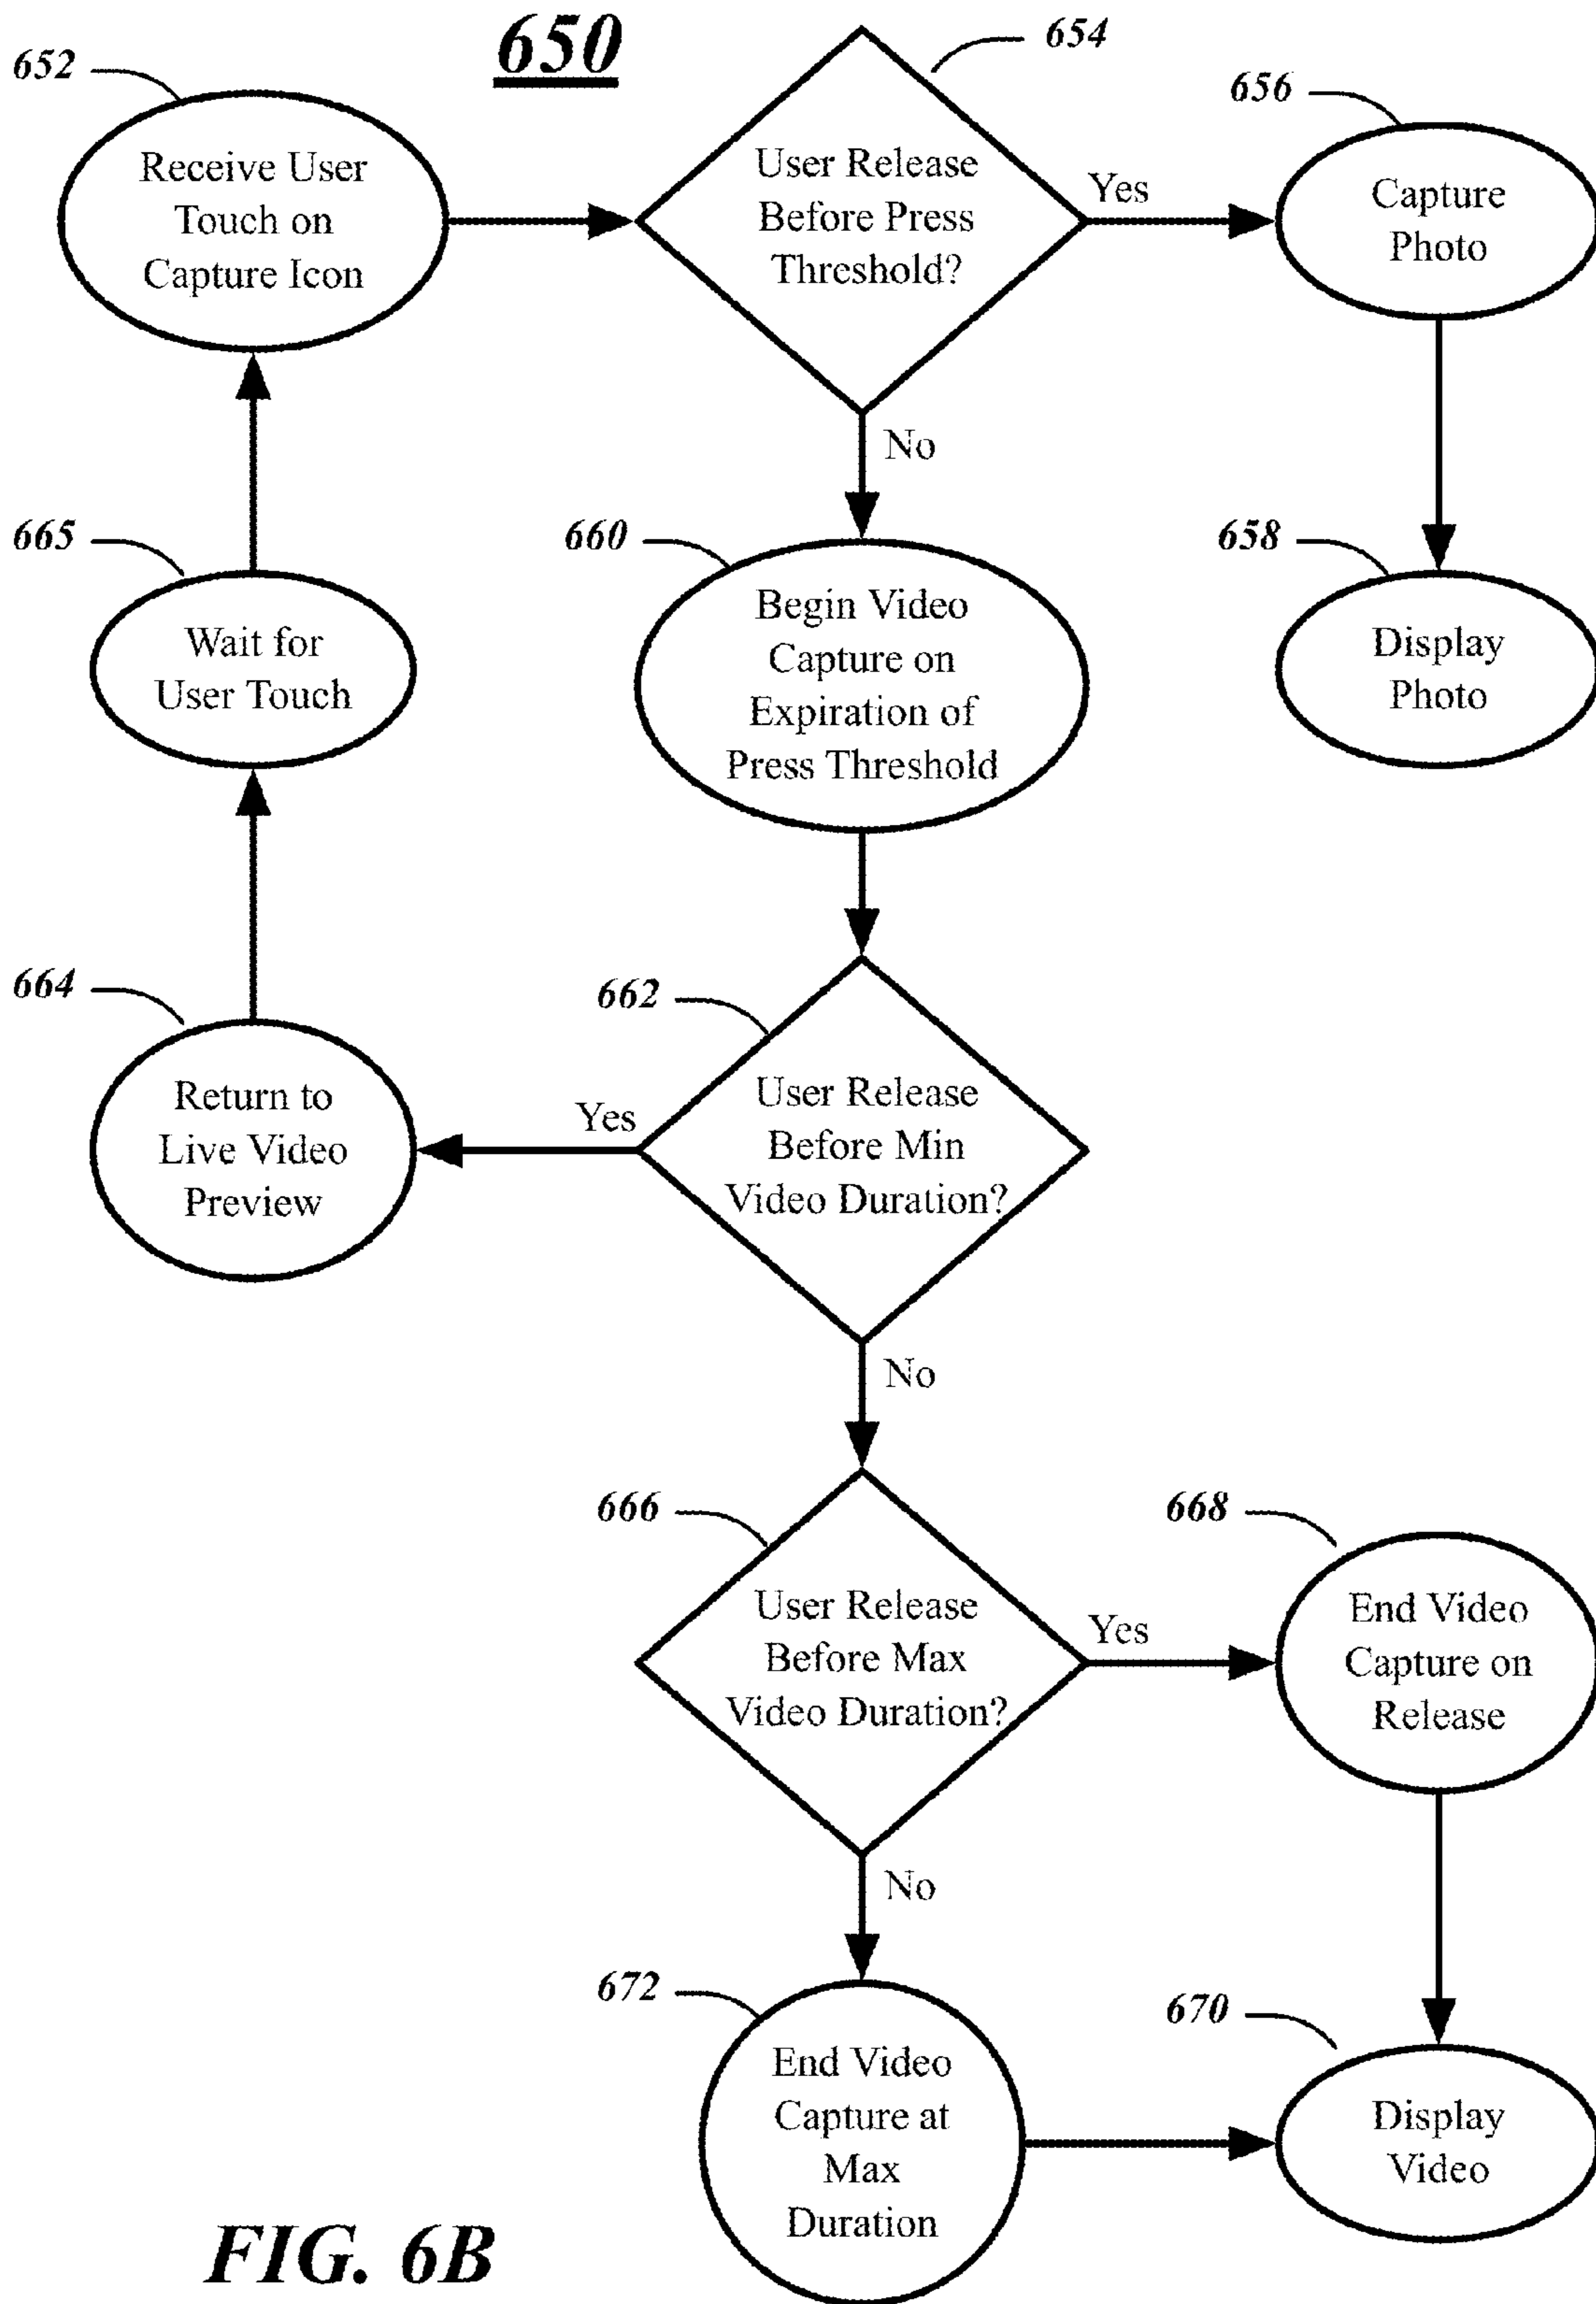 650
652
Receive User
Touch on
Capture Icon
654
User Release
Before Press
Threshold?
Yes
656
Capture
Photo
No
665
Wait for
User Touch
660
Begin Video
Capture on
Expiration of
Press Threshold
658
Display
Photo
664
Return to
Live Video
Preview
Yes
662
User Release
Before Min
Video Duration?
No
666
User Release
Before Max
Video Duration?
Yes
668
End Video
Capture on
Release
No
672
End Video
Capture at
Max
Duration
670
Display
Video
FIG. 6B